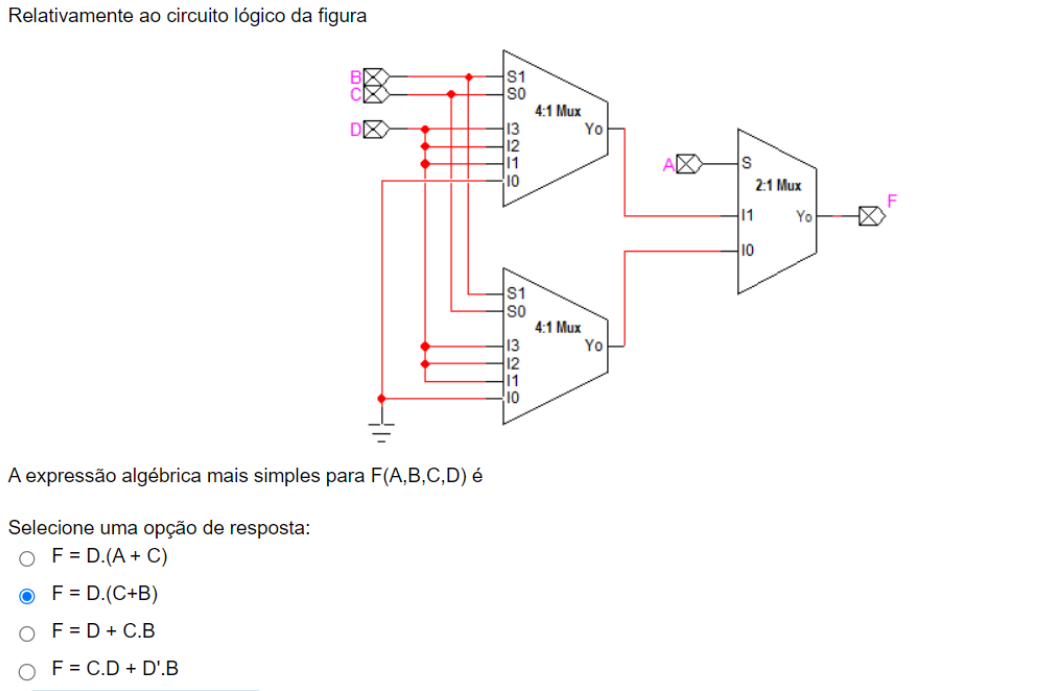 Relativamente ao circuito lógico da figura
B
C
D
S1
S0
4:1 Mux
I3
Yo
I2
I1
I0
A
S
2:1 Mux
I1
Yo
F
I0
S1
S0
4:1 Mux
I3
Yo
I2
I1
I0
A expressão algébrica mais simples para F(A,B,C,D) é
Selecione uma opção de resposta:
F = D.(A + C)
F = D.(C+B)
F = D + C.B
F = C.D + D'.B